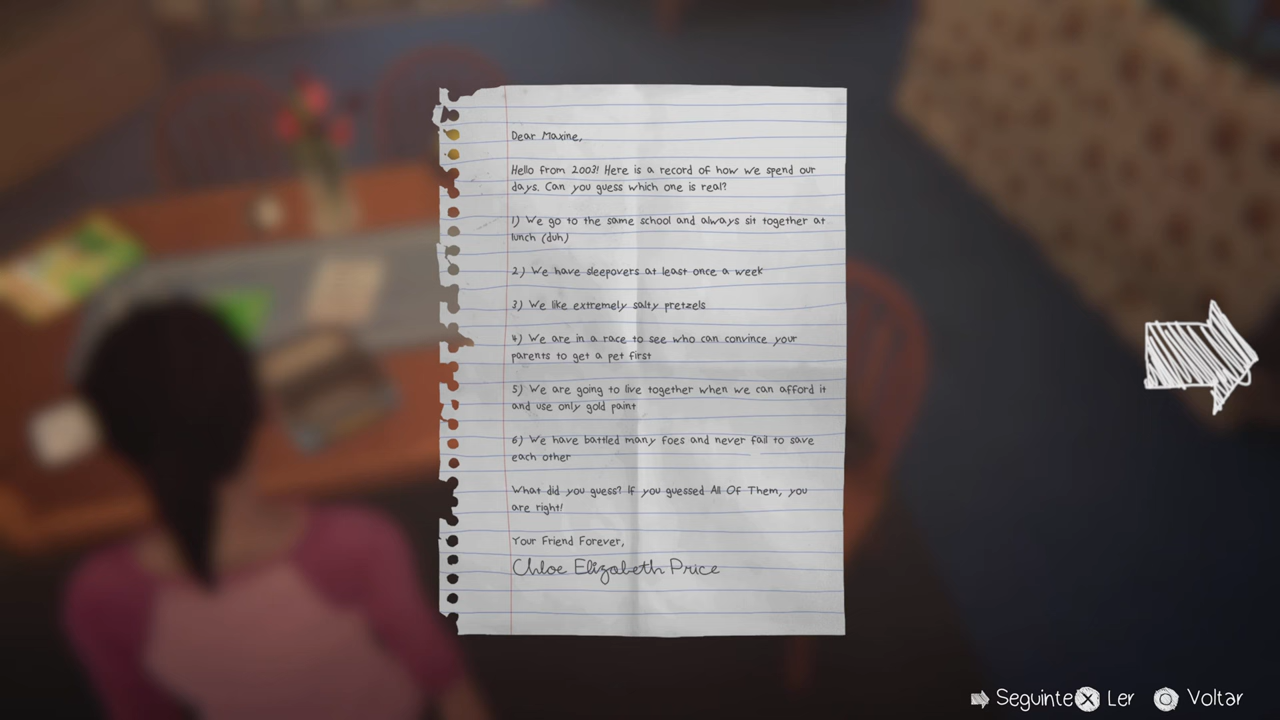 Dear Maxine,
Hello from 2003! Here is a record of how we spend our
days. Can you guess which one is real?
1) We go to the same school and always sit together at
lunch (duh)
2) We have sleepovers at least once a week
3) We like extremely salty pretzels
4) We are in a race to see who can convince your
parents to get a pet first
5) We are going to live together when we can afford it
and use only gold paint
6) We have battled many foes and never fail to save
each other
What did you guess? If you guessed All Of Them, you
are right!
Your Friend Forever,
Chloe Elizabeth Price
Seguinte Ler Voltar